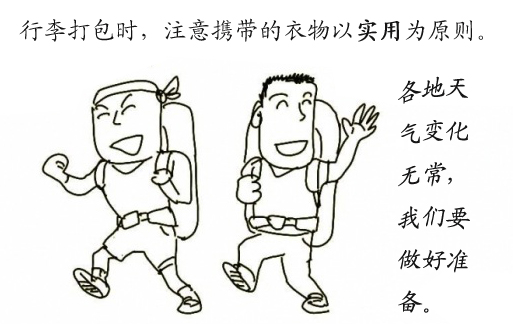 行李打包时，注意携带的衣物以实用为原则。
各地天
气变化
无常，
我们要
做好准
备。